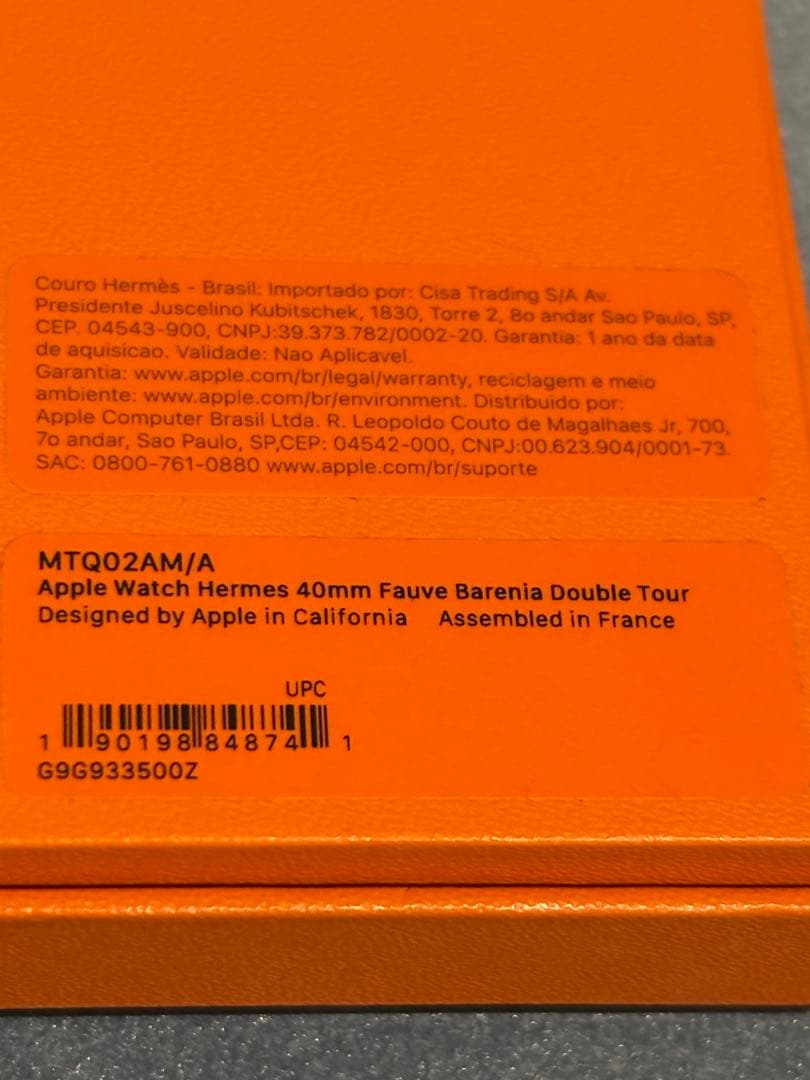 Couro Hermès - Brasil: Importado por: Cisa Trading S/A Av.
Presidente Juscelino Kubitschek, 1830, Torre 2, 8o andar Sao Paulo, SP,
CEP. 04543-900, CNPJ:39.373.782/0002-20. Garantia: 1 ano da data
de aquisicao. Validade: Nao Aplicavel.
Garantia: www.apple.com/br/legal/warranty, reciclagem e meio
ambiente: www.apple.com/br/environment. Distribuido por:
Apple Computer Brasil Ltda. R. Leopoldo Couto de Magalhaes Jr, 700,
7o andar, Sao Paulo, SP,CEP: 04542-000, CNPJ:00.623.904/0001-73.
SAC: 0800-761-0880 www.apple.com/br/suporte
MTQ02AM/A
Apple Watch Hermes 40mm Fauve Barenia Double Tour
Designed by Apple in California Assembled in France
UPC
1 90198 84874 1
G9G933500Z